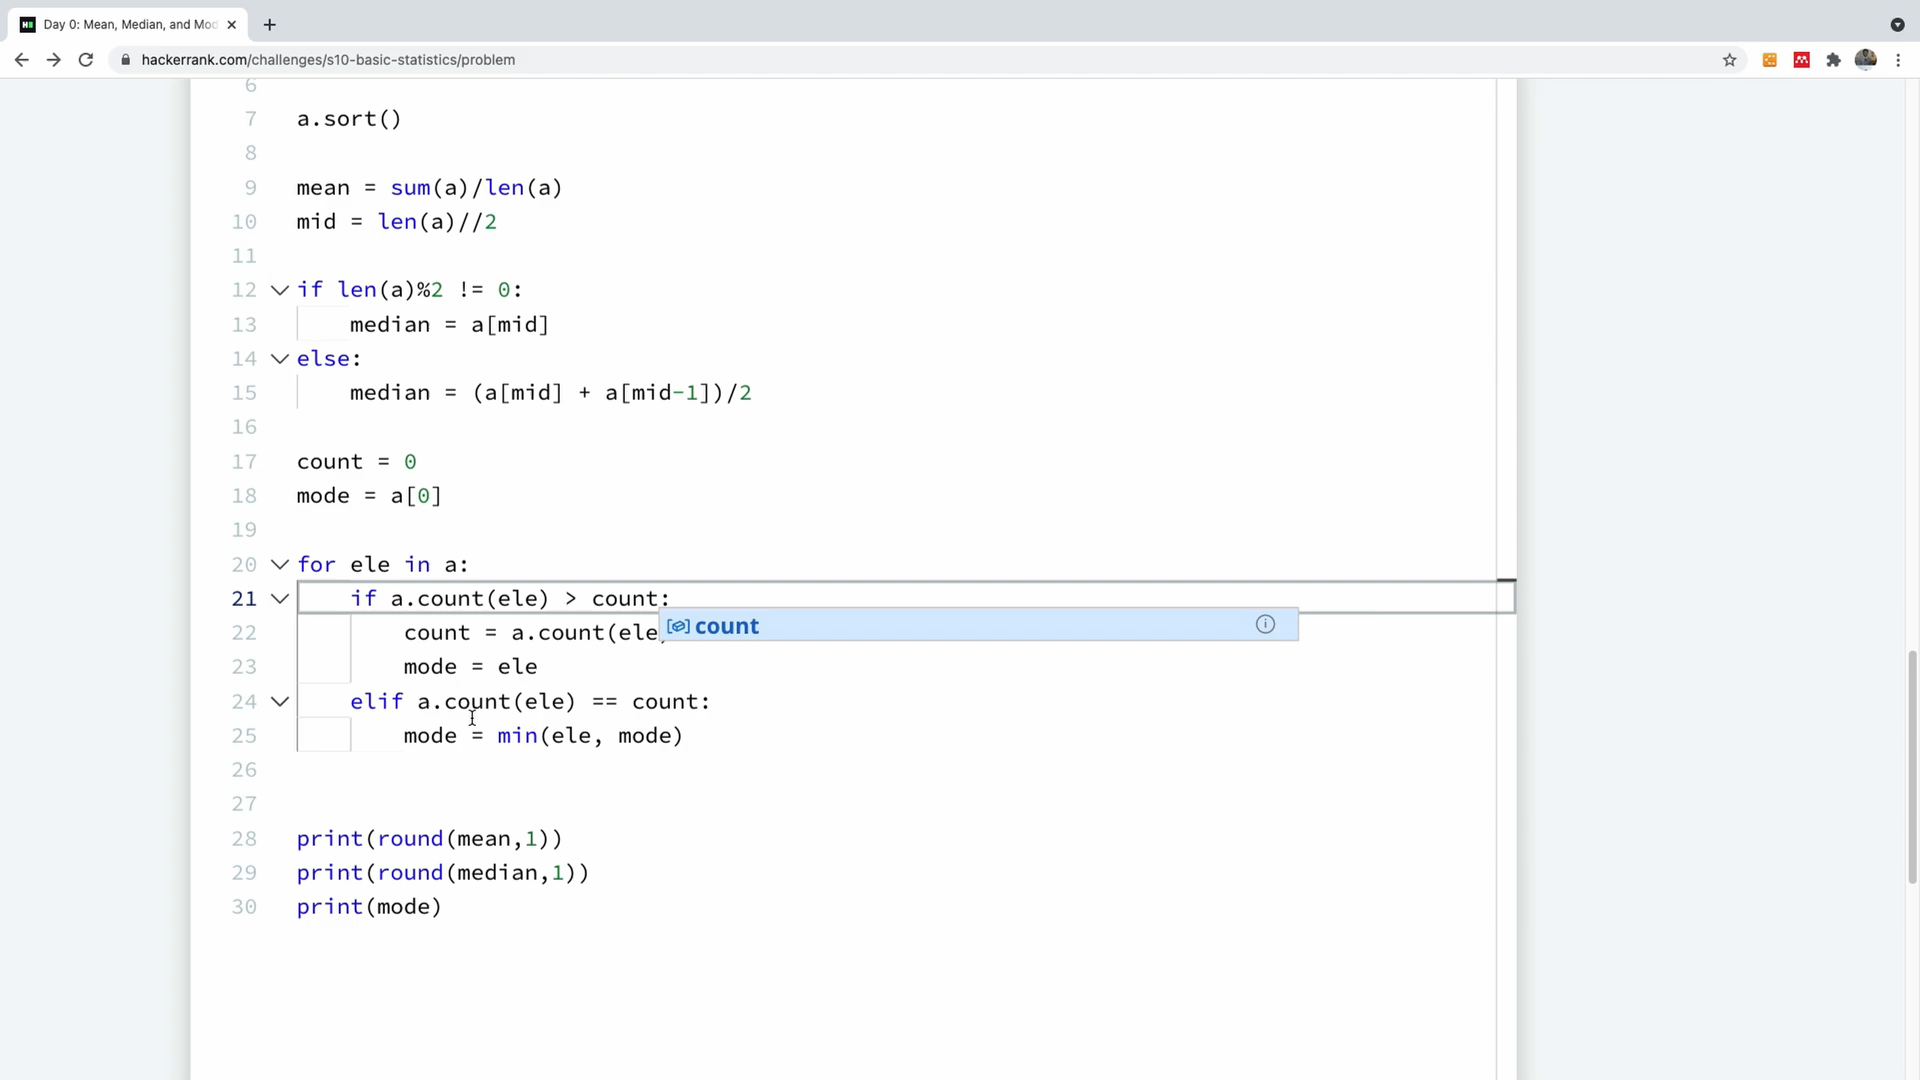 Day 0: Mean, Median, and Mod
hackerrank.com/challenges/s10-basic-statistics/problem
6
7 a.sort()
8
9 mean = sum(a)/len(a)
10 mid = len(a)//2
11
12 if len(a)%2 != 0:
13 median = a[mid]
14 else:
15 median = (a[mid] + a[mid-1])/2
16
17 count = 0
18 mode = a[0]
19
20 for ele in a:
21 if a.count(ele) > count:
count
22 count = a.count(ele)
23 mode = ele
24 elif a.count(ele) == count:
25 mode = min(ele, mode)
26
27
28 print(round(mean,1))
29 print(round(median,1))
30 print(mode)